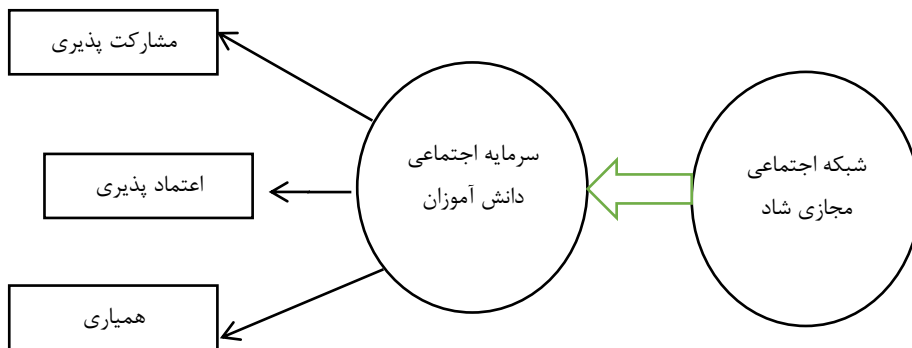 مشارکت پذیری
سرمایه اجتماعی
دانش آموزان
شبکه اجتماعی
مجازی شاد
اعتماد پذیری
همیاری